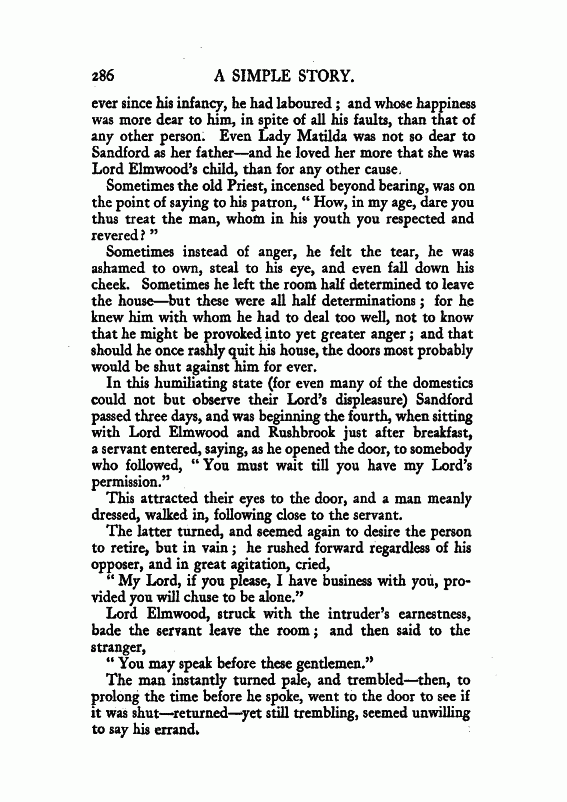 286 A SIMPLE STORY.
ever since his infancy, he had laboured ; and whose happiness
was more dear to him, in spite of all his faults, than that of
any other person. Even Lady Matilda was not so dear to
Sandford as her father—and he loved her more that she was
Lord Elmwood's child, than for any other cause.
Sometimes the old Priest, incensed beyond bearing, was on
the point of saying to his patron, “ How, in my age, dare you
thus treat the man, whom in his youth you respected and
revered ? ”
Sometimes instead of anger, he felt the tear, he was
ashamed to own, steal to his eye, and even fall down his
cheek. Sometimes he left the room half determined to leave
the house—but these were all half determinations ; for he
knew him with whom he had to deal too well, not to know
that he might be provoked into yet greater anger ; and that
should he once rashly quit his house, the doors most probably
would be shut against him for ever.
In this humiliating state (for even many of the domestics
could not but observe their Lord's displeasure) Sandford
passed three days, and was beginning the fourth, when sitting
with Lord Elmwood and Rushbrook just after breakfast,
a servant entered, saying, as he opened the door, to somebody
who followed, “ You must wait till you have my Lord's
permission.”
This attracted their eyes to the door, and a man meanly
dressed, walked in, following close to the servant.
The latter turned, and seemed again to desire the person
to retire, but in vain ; he rushed forward regardless of his
opposer, and in great agitation, cried,
“ My Lord, if you please, I have business with you, pro-
vided you will chuse to be alone.”
Lord Elmwood, struck with the intruder's earnestness,
bade the servant leave the room ; and then said to the
stranger,
“ You may speak before these gentlemen.”
The man instantly turned pale, and trembled—then, to
prolong the time before he spoke, went to the door to see if
it was shut—returned—yet still trembling, seemed unwilling
to say his errand.